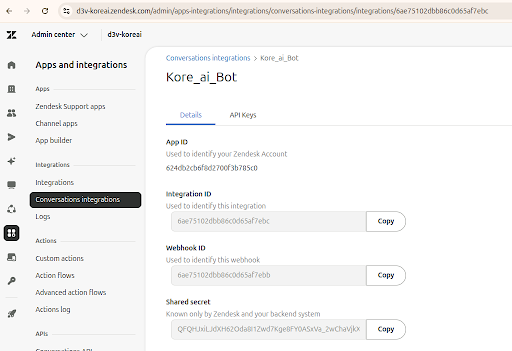 d3v-koreai.zendesk.com/admin/apps-integrations/integrations/conversations-integrations/integrations/6ae75102dbb86c0d65af7ebc
Admin center
d3v-koreai
Apps and integrations
Apps
Zendesk Support apps
Channel apps
App builder
Integrations
Integrations
Conversations integrations
Logs
Actions
Custom actions
Action flows
Advanced action flows
Actions log
APIs
Conversations API
Conversations integrations > Kore_ai_Bot
Kore_ai_Bot
Details
API Keys
App ID
Used to identify your Zendesk Account
624db2cb6f8d2700f3b785c0
Integration ID
Used to identify this integration
6ae75102dbb86c0d65af7ebc
Copy
Webhook ID
Used to identify this webhook
6ae75102dbb86c0d65af7ebb
Copy
Shared secret
Known only by Zendesk and your backend system
Copy